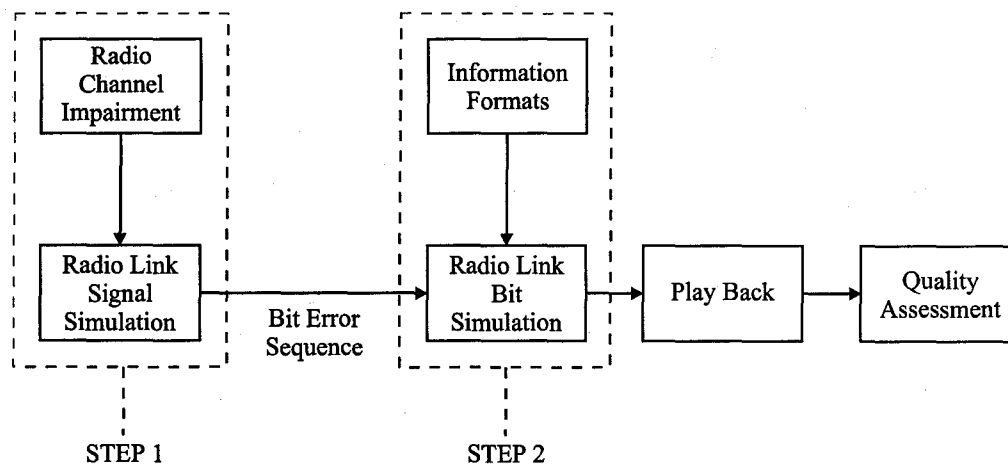 Radio
Channel
Impairment
Information
Formats
Radio Link
Signal
Simulation
Bit Error
Sequence
Radio Link
Bit
Simulation
Play Back
Quality
Assessment
STEP 1
STEP 2